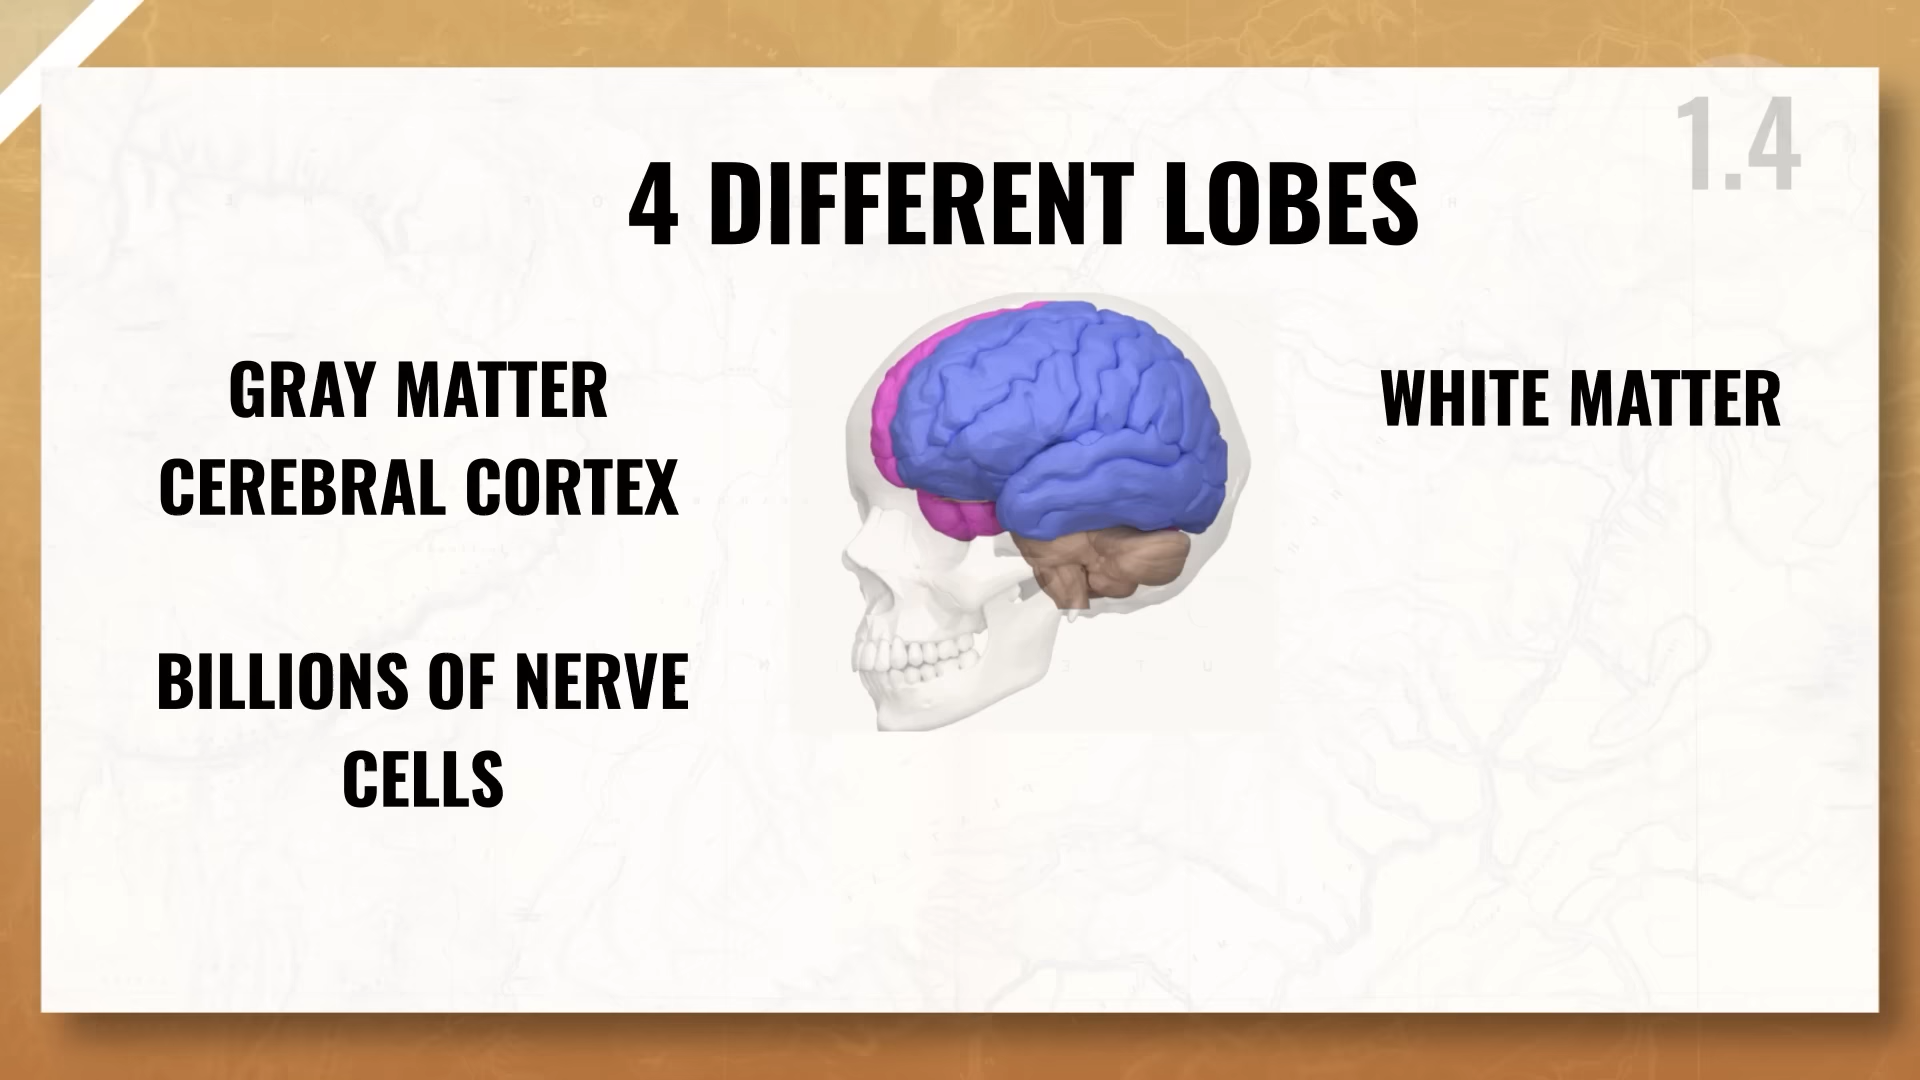 1.4
4 DIFFERENT LOBES
GRAY MATTER
CEREBRAL CORTEX
BILLIONS OF NERVE
CELLS
WHITE MATTER